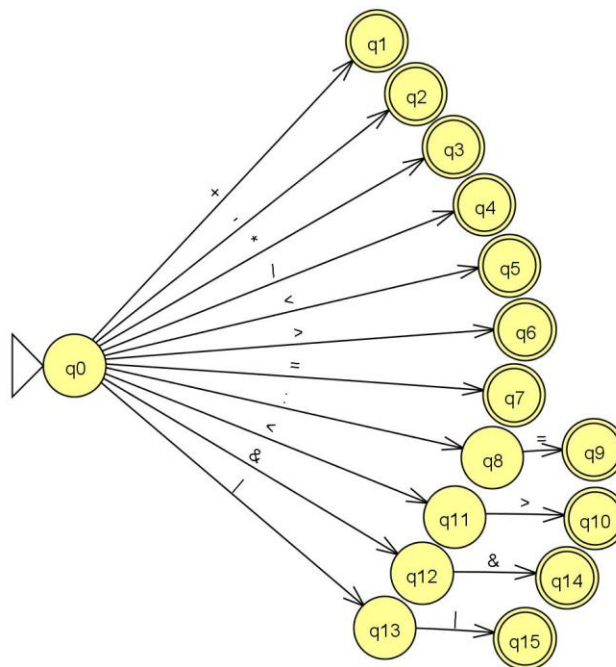 q1
q2
+
q3
-
q4
*
/
q5
<
q6
>
q0
=
q7
:
<
q8
=
q9
&
|
q11
>
q10
q12
&
q14
q13
|
q15